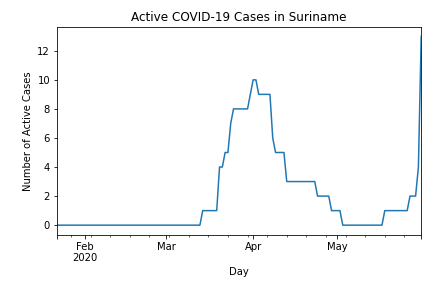 Active COVID-19 Cases in Suriname
Number of Active Cases
12
10
8
6
4
2
0
Feb Mar Apr May
2020
Day